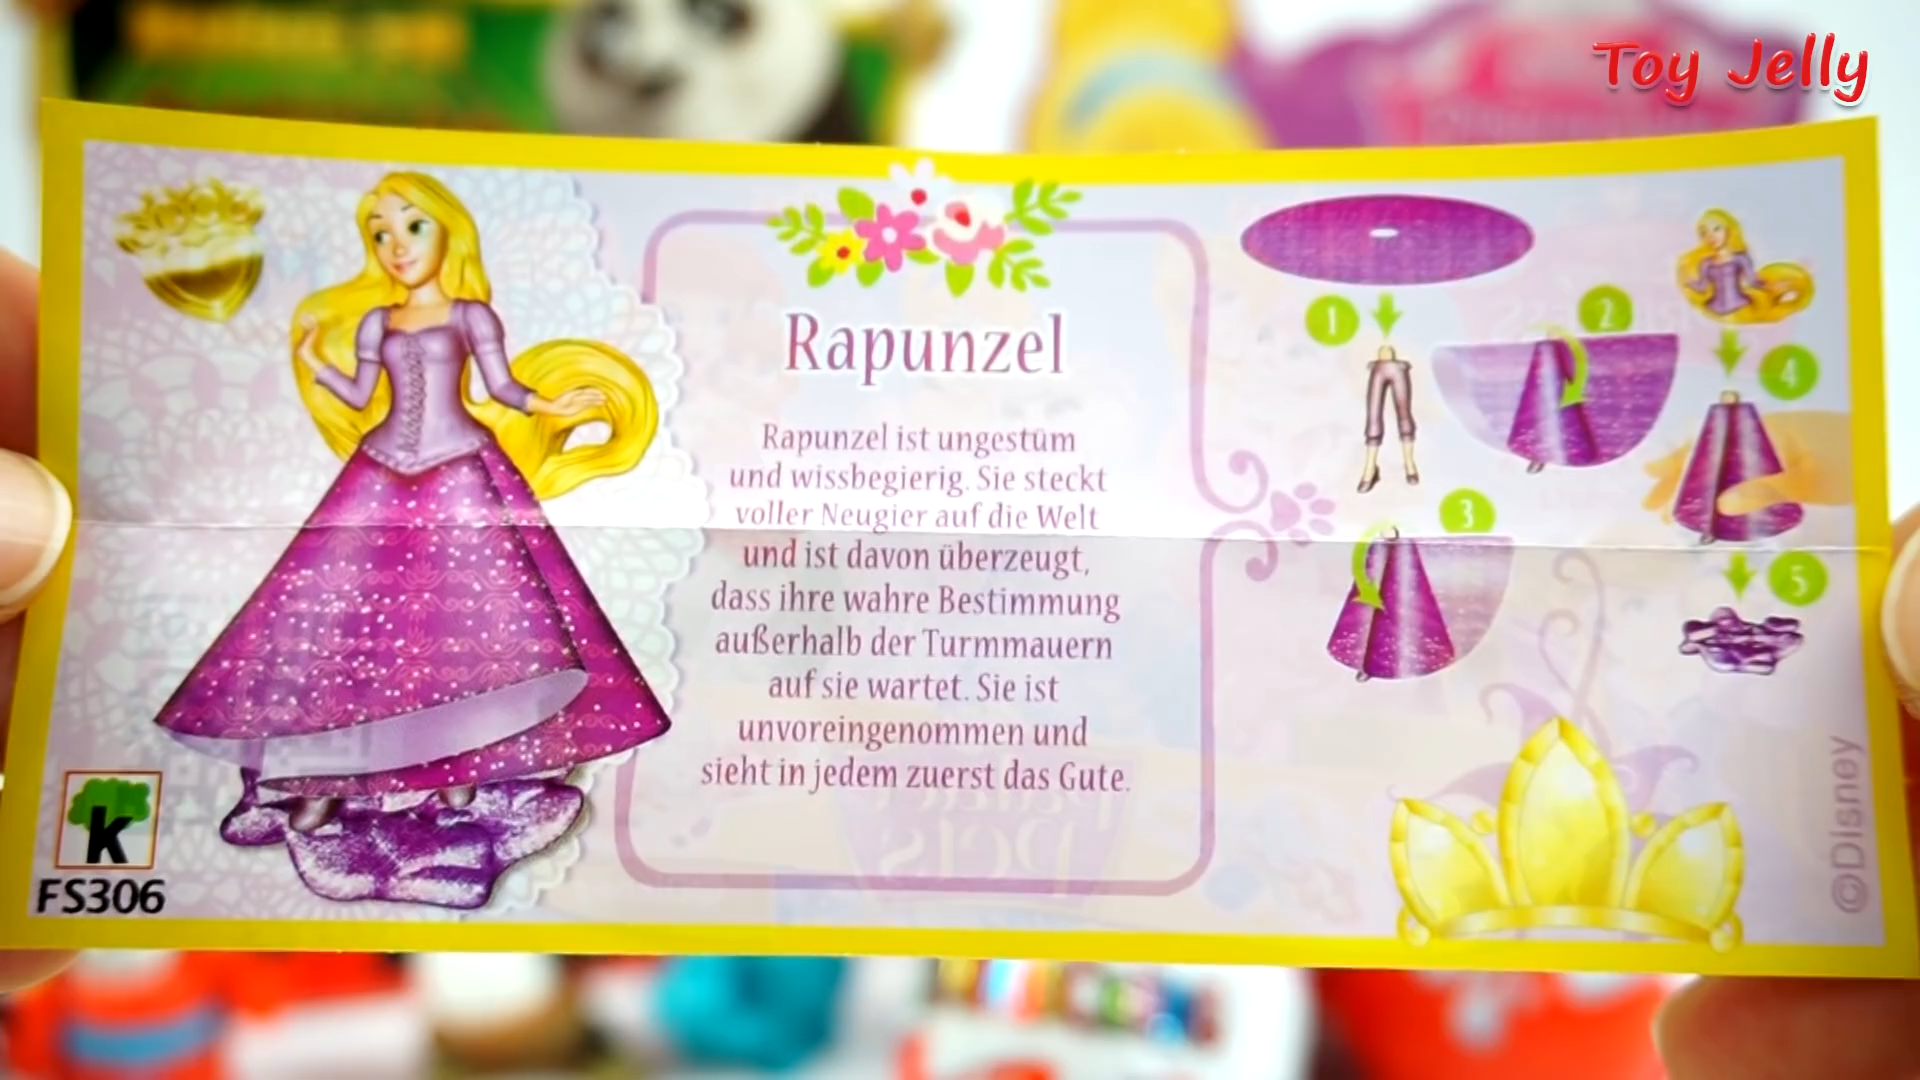 Toy Jelly
Rapunzel
Rapunzel ist ungestüm
und wissbegierig. Sie steckt
voller Neugier auf die Welt
und ist davon überzeugt,
dass ihre wahre Bestimmung
außerhalb der Turmmauern
auf sie wartet. Sie ist
unvoreingenommen und
sieht in jedem zuerst das Gute.
1
2
3
4
5
K
FS306
©Disney